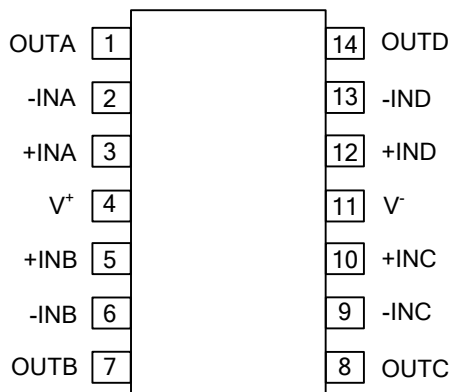 OUTA 1 14 OUTD
-INA 2 13 -IND
+INA 3 12 +IND
V+ 4 11 V-
+INB 5 10 +INC
-INB 6 9 -INC
OUTB 7 8 OUTC